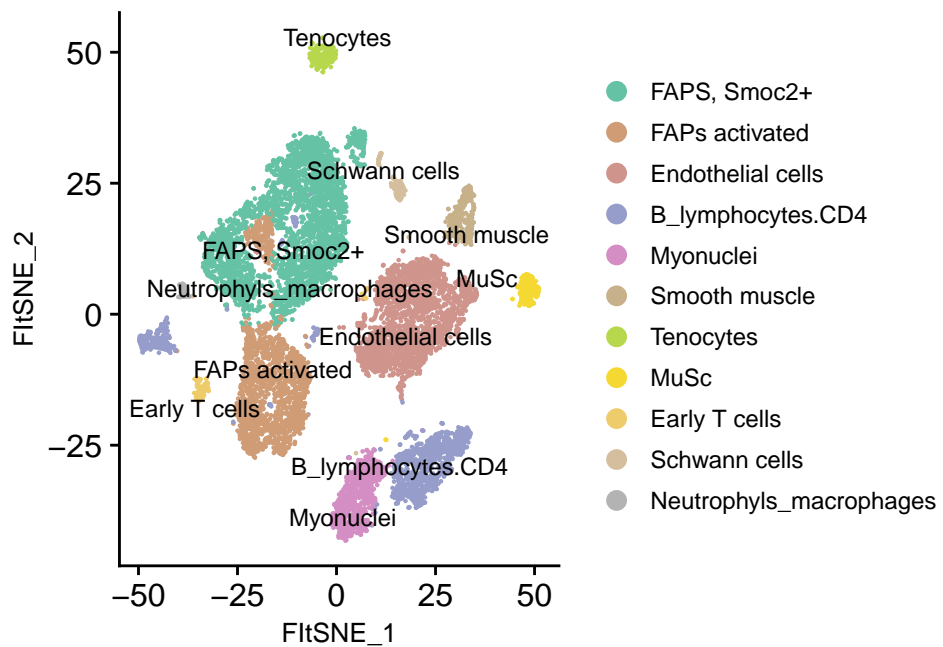 Tenocytes
50
Schwann cells
25
Smooth muscle
FAPS, Smoc2+
MuSc
Neutrophyls_macrophages
0
Endothelial cells
FAPs activated
Early T cells
−25
B_lymphocytes.CD4
Myonuclei
FItSNE_2
−50
−25
0
25
50
FItSNE_1
FAPS, Smoc2+
FAPs activated
Endothelial cells
B_lymphocytes.CD4
Myonuclei
Smooth muscle
Tenocytes
MuSc
Early T cells
Schwann cells
Neutrophyls_macrophages